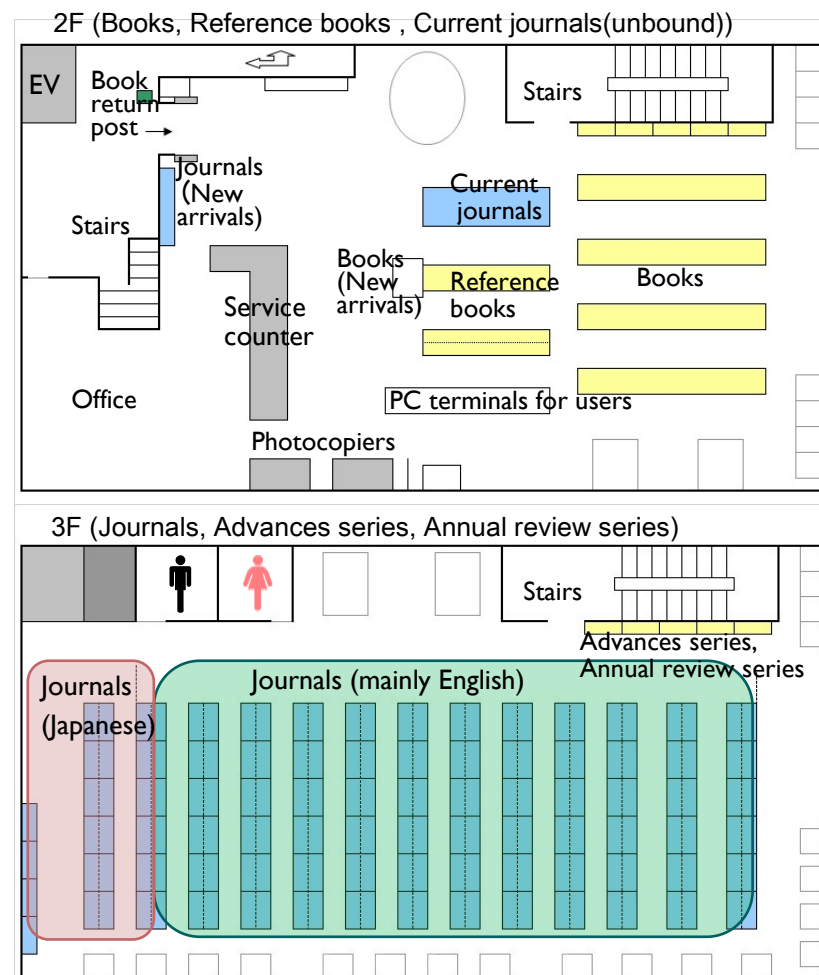 2F (Books, Reference books , Current journals(unbound))
EV
Book
return
post
Stairs
Journals
(New
arrivals)
Current
journals
Stairs
Books
(New
arrivals)
Reference
books
Books
Service
counter
Office
PC terminals for users
Photocopiers
3F (Journals, Advances series, Annual review series)
Stairs
Advances series,
Annual review series
Journals
(Japanese)
Journals (mainly English)